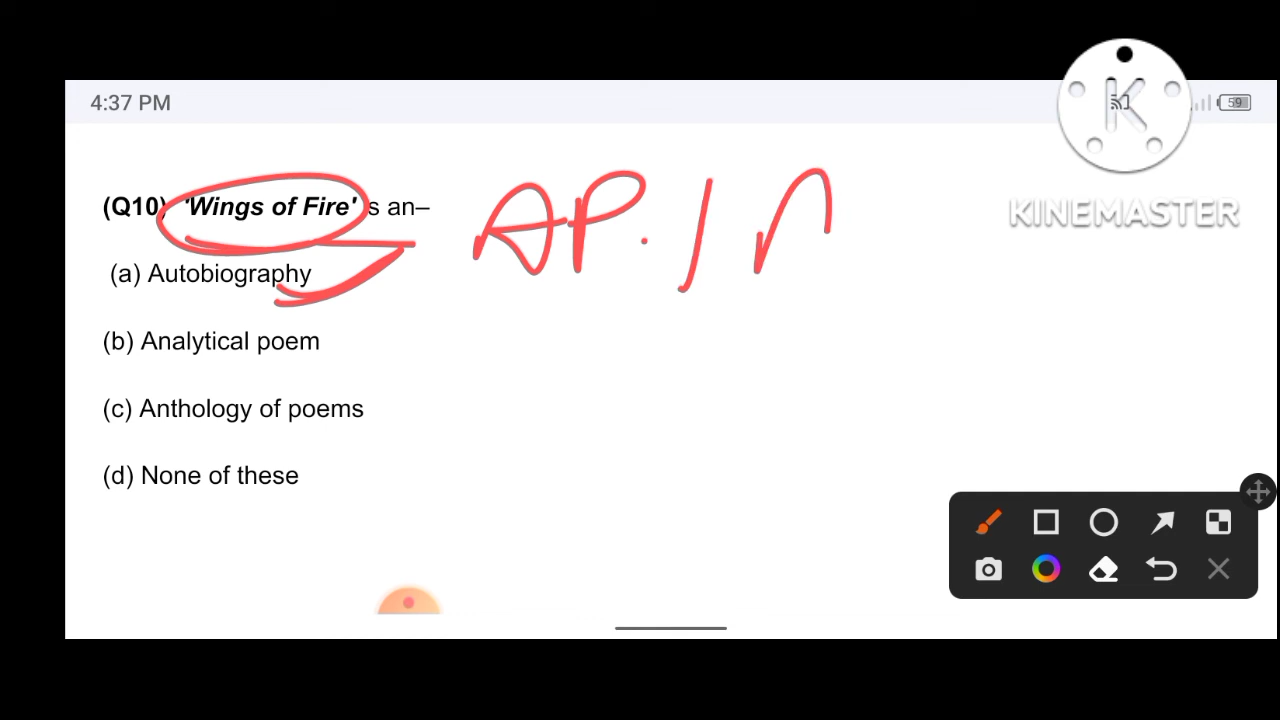 4:37 PM
59
KINEMASTER
(Q10) 'Wings of Fire' is an–
AP. /
(a) Autobiography
(b) Analytical poem
(c) Anthology of poems
(d) None of these